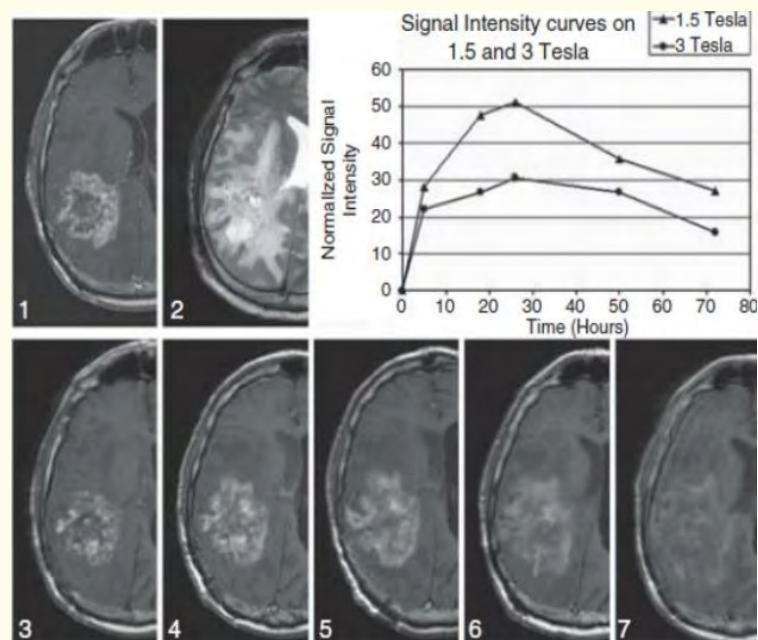 Signal Intensity curves on
1.5 and 3 Tesla
1.5 Tesla
3 Tesla
Normalized Signal
Intensity
60
50
40
30
20
10
0
0 10 20 30 40 50 60 70 80
Time (Hours)
1 2
3 4 5 6 7